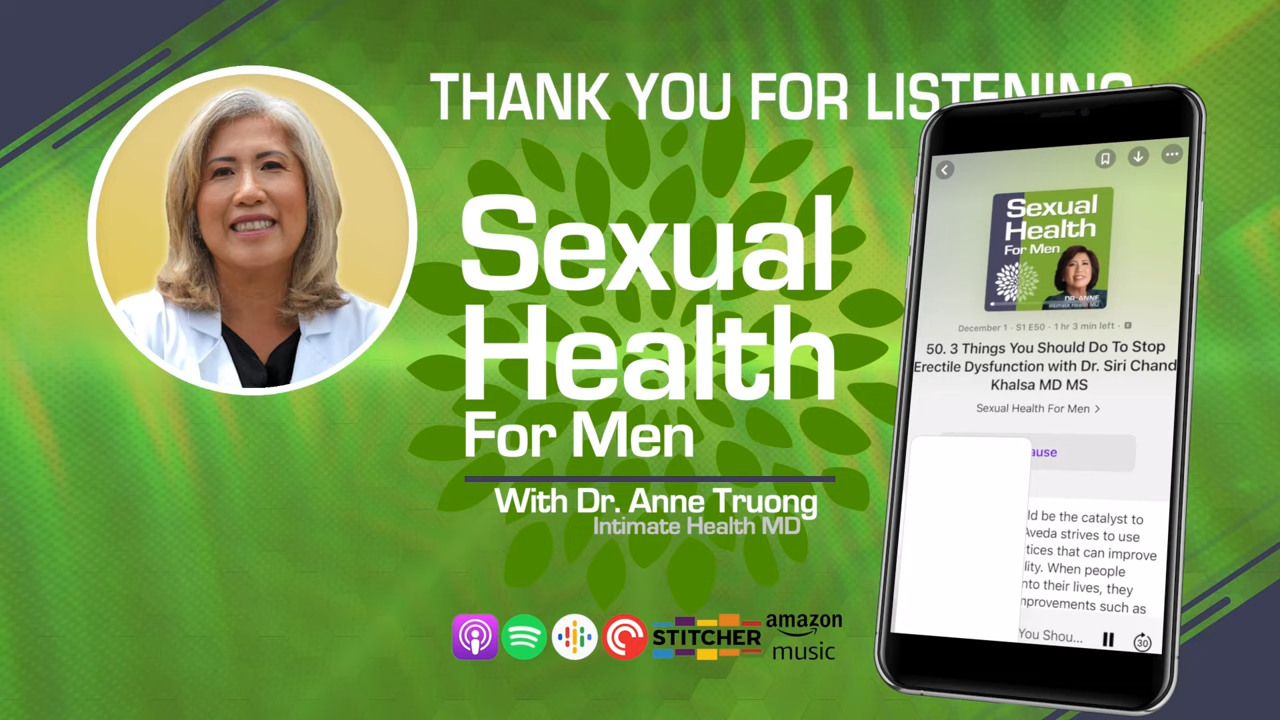 THANK YOU FOR LISTENING
Sexual
Health
For Men
With Dr. Anne Truong
Intimate Health MD
STITCHER
amazon
music
Sexual
Health
For Men
DR. ANNE
Intimate Health MD
December 1 · S1 E50 · 1 hr 3 min left · E
50. 3 Things You Should Do To Stop
Erectile Dysfunction with Dr. Siri Chand
Khalsa MD MS
Sexual Health For Men >
ause
ld be the catalyst to
Aveda strives to use
tices that can improve
lity. When people
nto their lives, they
mprovements such as
You Shou...
30